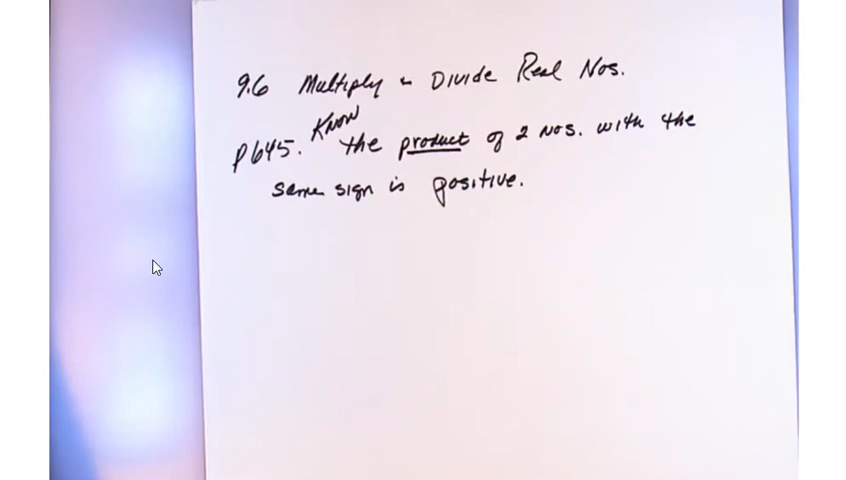 9.6 Multiply & Divide Real Nos.
P645. Know the product of 2 Nos. with the
same sign is positive.